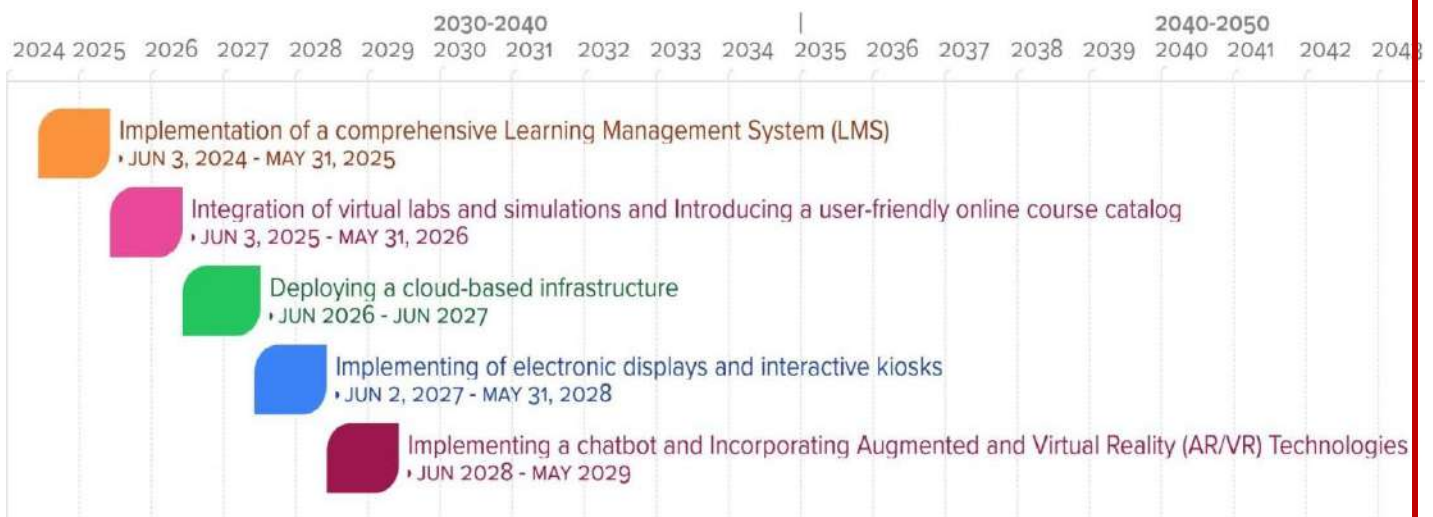 2030-2040 | 2040-2050
2024 2025 2026 2027 2028 2029 2030 2031 2032 2033 2034 2035 2036 2037 2038 2039 2040 2041 2042 2043
Implementation of a comprehensive Learning Management System (LMS)
JUN 3, 2024 - MAY 31, 2025
Integration of virtual labs and simulations and Introducing a user-friendly online course catalog
JUN 3, 2025 - MAY 31, 2026
Deploying a cloud-based infrastructure
JUN 2026 - JUN 2027
Implementing of electronic displays and interactive kiosks
JUN 2, 2027 - MAY 31, 2028
Implementing a chatbot and Incorporating Augmented and Virtual Reality (AR/VR) Technologies
JUN 2028 - MAY 2029